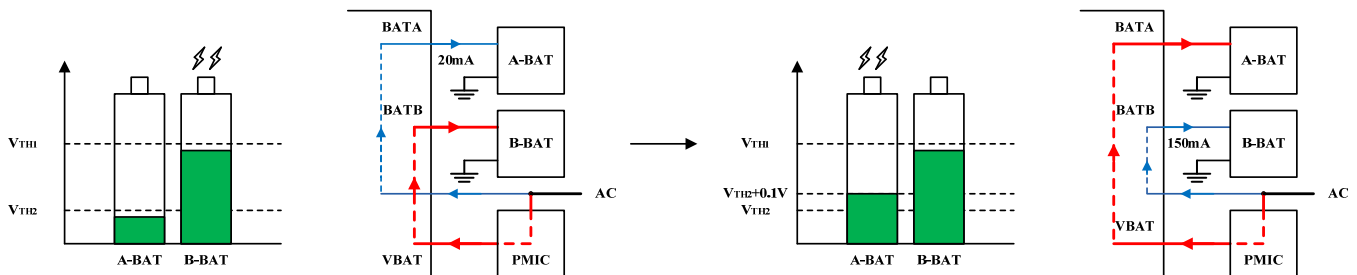 VTH1
VTH2
A-BAT
B-BAT
BATA
20mA
A-BAT
BATB
B-BAT
AC
VBAT
PMIC
VTH1
VTH2+0.1V
VTH2
A-BAT
B-BAT
BATA
A-BAT
BATB
150mA
B-BAT
AC
VBAT
PMIC